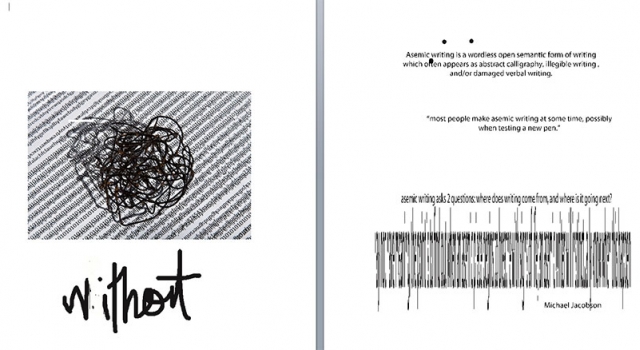 without
Asemic writing is a wordless open semantic form of writing
which often appears as abstract calligraphy, illegible writing ,
and/or damaged verbal writing.
"most people make asemic writing at some time, possibly
when testing a new pen."
asemic writing asks 2 questions: where does writing come from, and where is it going next?
Michael Jacobson